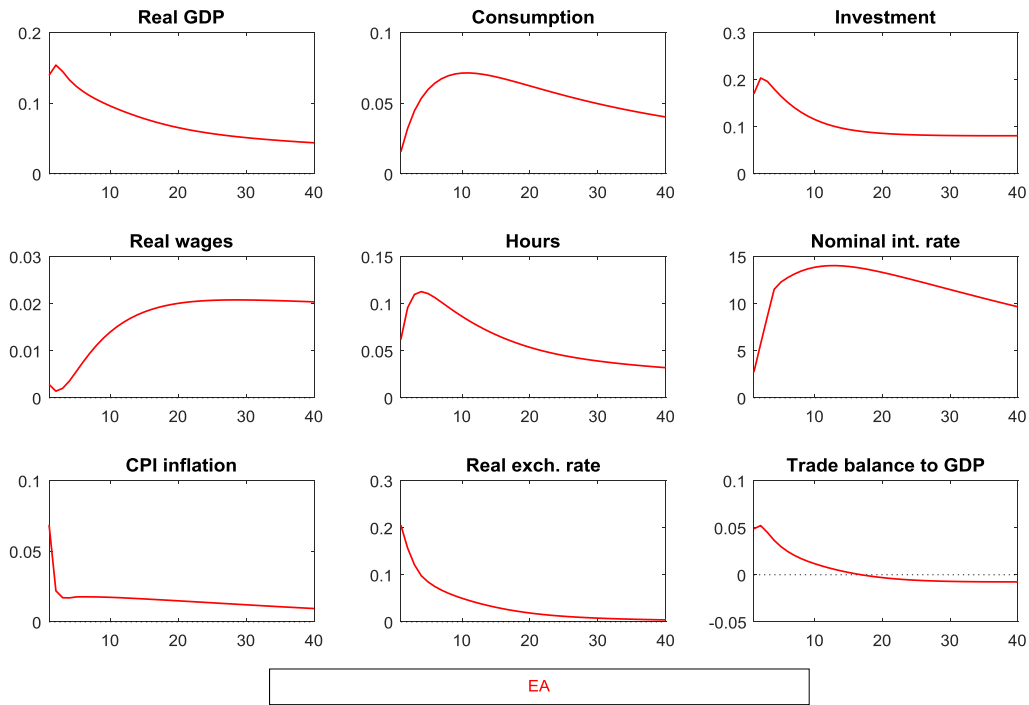 Real GDP
0.2
0.1
0
10 20 30 40
Consumption
0.1
0.05
0
10 20 30 40
Investment
0.3
0.2
0.1
0
10 20 30 40
Real wages
0.03
0.02
0.01
0
10 20 30 40
Hours
0.15
0.1
0.05
0
10 20 30 40
Nominal int. rate
15
10
5
0
10 20 30 40
CPI inflation
0.1
0.05
0
10 20 30 40
Real exch. rate
0.3
0.2
0.1
0
10 20 30 40
Trade balance to GDP
0.1
0.05
0
-0.05
10 20 30 40
EA